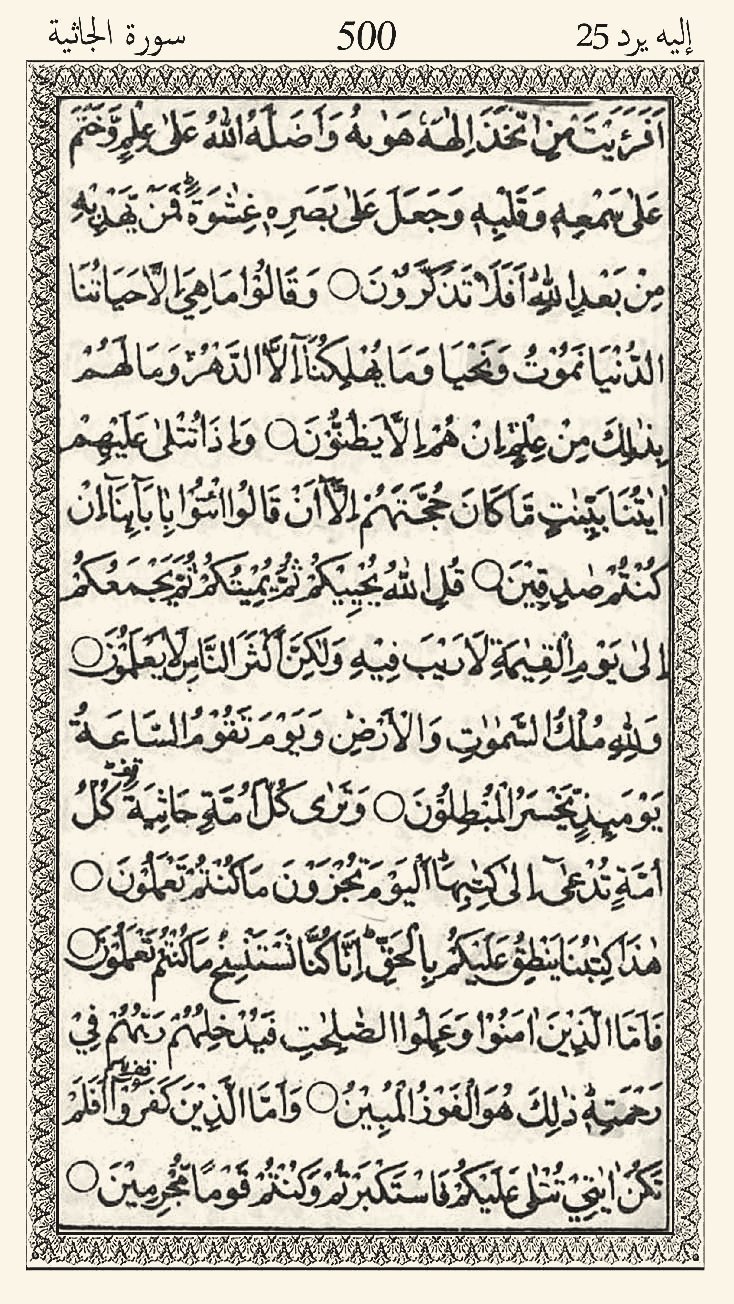 إليه يرد 25 500 سورة الجاثية
اَفَرَءَيْتَ مَنِ اتَّخَذَ اِلٰهَهٗ هَوٰىهُ وَاَضَلَّهُ اللّٰهُ عَلٰى عِلْمٍ وَّخَتَمَ
عَلٰى سَمْعِهٖ وَقَلْبِهٖ وَجَعَلَ عَلٰى بَصَرِهٖ غِشٰوَةً ؕ فَمَنْ يَّهْدِيْهِ
مِنْۢ بَعْدِ اللّٰهِ ؕ اَفَلَا تَذَكَّرُوْنَ ○ وَقَالُوْا مَا هِيَ اِلَّا حَيَاتُنَا
الدُّنْيَا نَمُوْتُ وَنَحْيَا وَمَا يُهْلِكُنَاۤ اِلَّا الدَّهْرُ ۚ وَمَا لَهُمْ
بِذٰلِكَ مِنْ عِلْمٍ ۚ اِنْ هُمْ اِلَّا يَظُنُّوْنَ ○ وَاِذَا تُتْلٰى عَلَيْهِمْ
اٰيٰتُنَا بَيِّنٰتٍ مَّا كَانَ حُجَّتَهُمْ اِلَّاۤ اَنْ قَالُوا ائْتُوْا بِاٰبَآئِنَاۤ اِنْ
كُنْتُمْ صٰدِقِيْنَ ○ قُلِ اللّٰهُ يُحْيِيْكُمْ ثُمَّ يُمِيْتُكُمْ ثُمَّ يَجْمَعُكُمْ
اِلٰى يَوْمِ الْقِيٰمَةِ لَا رَيْبَ فِيْهِ وَلٰكِنَّ اَكْثَرَ النَّاسِ لَا يَعْلَمُوْنَ ○
وَلِلّٰهِ مُلْكُ السَّمٰوٰتِ وَالْاَرْضِ ؕ وَيَوْمَ تَقُوْمُ السَّاعَةُ
يَوْمَئِذٍ يَّخْسَرُ الْمُبْطِلُوْنَ ○ وَتَرٰى كُلَّ اُمَّةٍ جَاثِيَةً كُلُّ
اُمَّةٍ تُدْعٰۤى اِلٰى كِتٰبِهَا ؕ اَلْيَوْمَ تُجْزَوْنَ مَا كُنْتُمْ تَعْمَلُوْنَ ○
هٰذَا كِتٰبُنَا يَنْطِقُ عَلَيْكُمْ بِالْحَقِّ ؕ اِنَّا كُنَّا نَسْتَنْسِخُ مَا كُنْتُمْ تَعْمَلُوْنَ ○
فَاَمَّا الَّذِيْنَ اٰمَنُوْا وَعَمِلُوا الصّٰلِحٰتِ فَيُدْخِلُهُمْ رَبُّهُمْ فِيْ
رَحْمَتِهٖ ؕ ذٰلِكَ هُوَ الْفَوْزُ الْمُبِيْنُ ○ وَاَمَّا الَّذِيْنَ كَفَرُوْۤا اَفَلَمْ
تَكُنْ اٰيٰتِيْ تُتْلٰى عَلَيْكُمْ فَاسْتَكْبَرْتُمْ وَكُنْتُمْ قَوْمًا مُّجْرِمِيْنَ ○